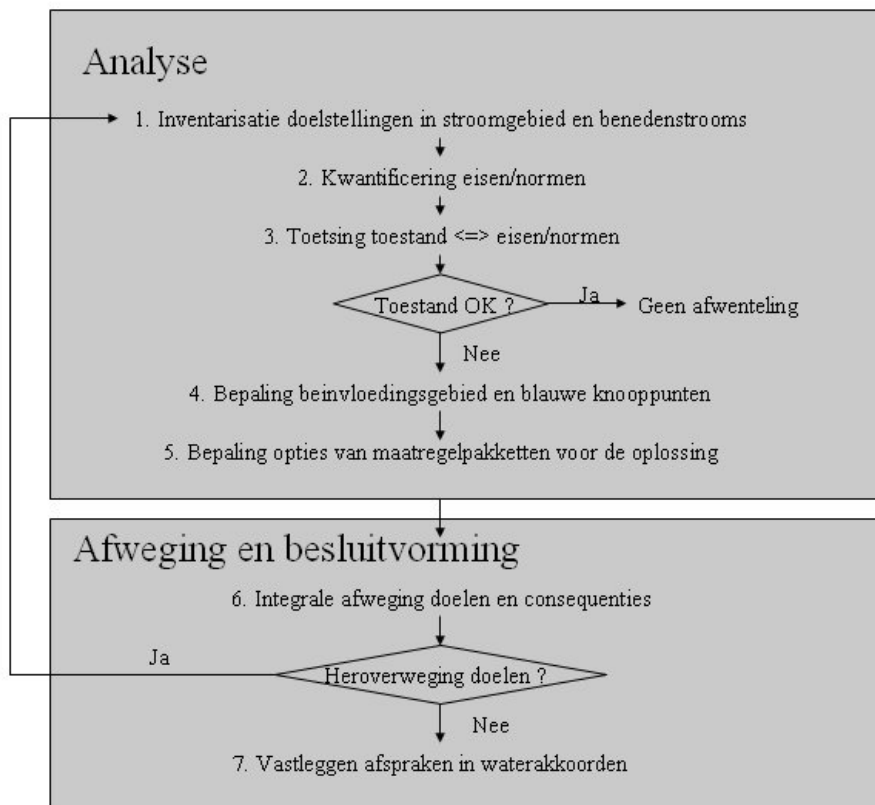 Analyse
1. Inventarisatie doelstellingen in stroomgebied en benedenstrooms
2. Kwantificering eisen/normen
3. Toetsing toestand <=> eisen/normen
Toestand OK ?
Ja
Geen afwenteling
Nee
4. Bepaling beinvloedingsgebied en blauwe knooppunten
5. Bepaling opties van maatregelpakketten voor de oplossing
Afweging en besluitvorming
6. Integrale afweging doelen en consequenties
Ja
Heroverweging doelen ?
Nee
7. Vastleggen afspraken in waterakkoorden